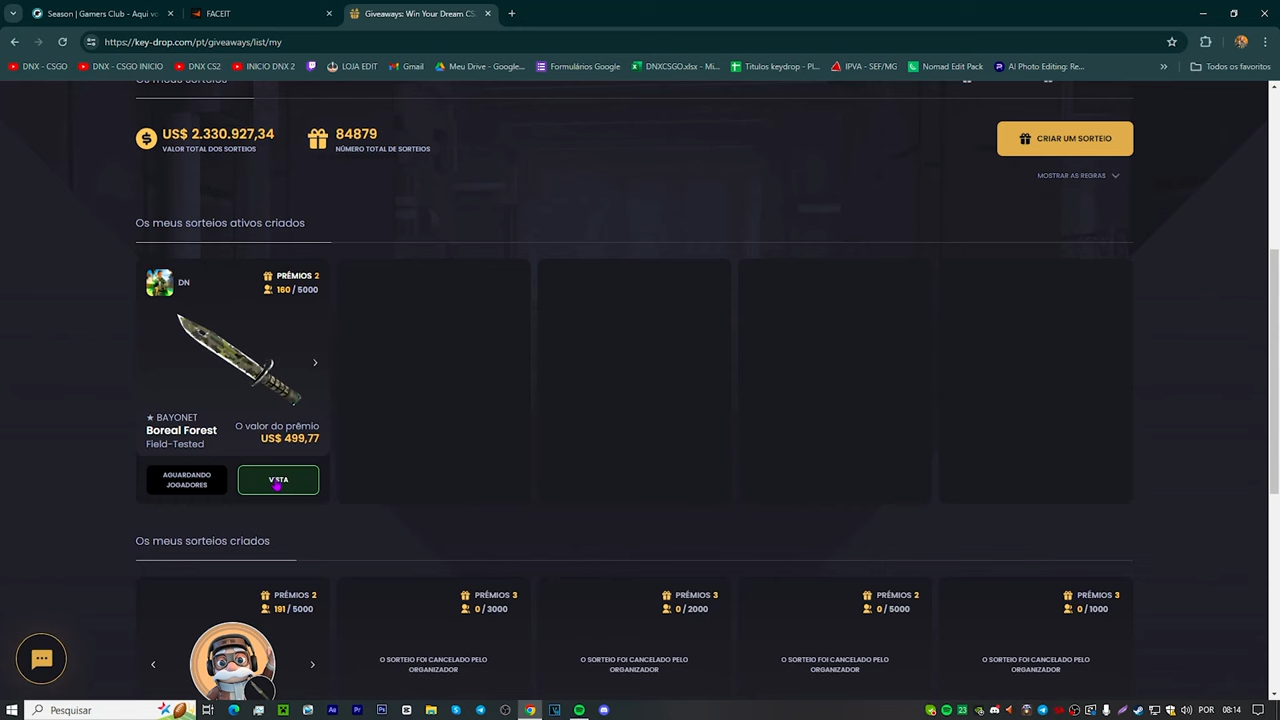 Season | Gamers Club - Aqui vo
FACEIT
Giveaways: Win Your Dream CS
https://key-drop.com/pt/giveaways/list/my
DNX - CSGO
DNX - CSGO INICIO
DNX CS2
INICIO DNX 2
LOJA EDIT
Gmail
Meu Drive - Google...
Formulários Google
DNXCSGO.xlsx - Mi...
Titulos keydrop - Pl...
IPVA - SEF/MG
Nomad Edit Pack
AI Photo Editing: Re...
Todos os favoritos
Os meus sorteios
US$ 2.330.927,34
VALOR TOTAL DOS SORTEIOS
84879
NÚMERO TOTAL DE SORTEIOS
CRIAR UM SORTEIO
MOSTRAR AS REGRAS
Os meus sorteios ativos criados
DN
PRÉMIOS 2
160 / 5000
★ BAYONET
Boreal Forest
Field-Tested
O valor do prêmio
US$ 499,77
AGUARDANDO
JOGADORES
VISTA
Os meus sorteios criados
PRÉMIOS 2
191 / 5000
PRÉMIOS 3
0 / 3000
O SORTEIO FOI CANCELADO PELO
ORGANIZADOR
PRÉMIOS 3
0 / 2000
O SORTEIO FOI CANCELADO PELO
ORGANIZADOR
PRÉMIOS 2
0 / 5000
O SORTEIO FOI CANCELADO PELO
ORGANIZADOR
PRÉMIOS 3
0 / 1000
O SORTEIO FOI CANCELADO PELO
ORGANIZADOR
Pesquisar
POR
08:14